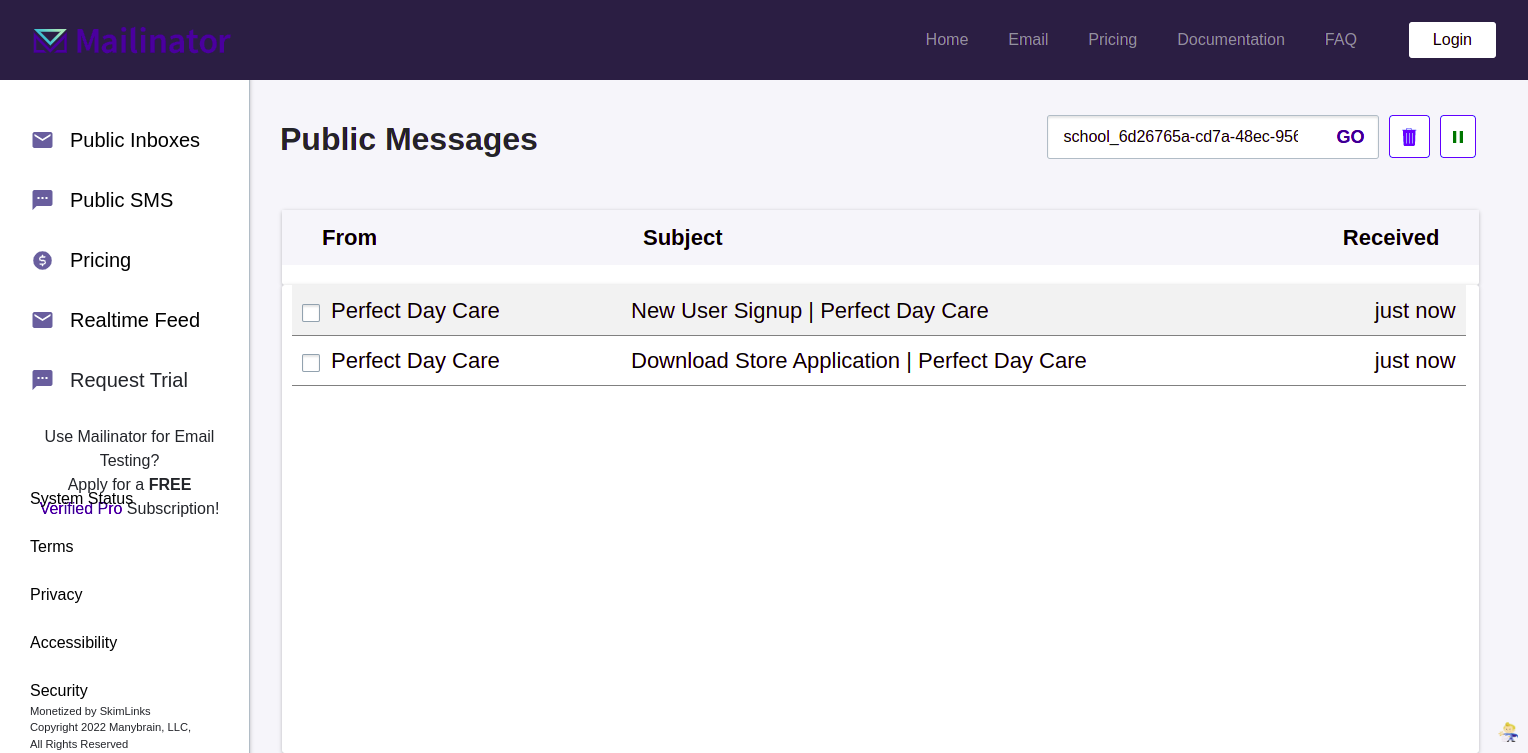 Mailinator
Home Email Pricing Documentation FAQ Login
Public Inboxes
Public SMS
Pricing
Realtime Feed
Request Trial
Use Mailinator for Email
Testing?
Apply for a FREE
Verified Pro Subscription!
System Status
Terms
Privacy
Accessibility
Security
Monetized by SkimLinks
Copyright 2022 Manybrain, LLC,
All Rights Reserved
Public Messages
school_6d26765a-cd7a-48ec-956 GO
From Subject Received
Perfect Day Care New User Signup | Perfect Day Care just now
Perfect Day Care Download Store Application | Perfect Day Care just now